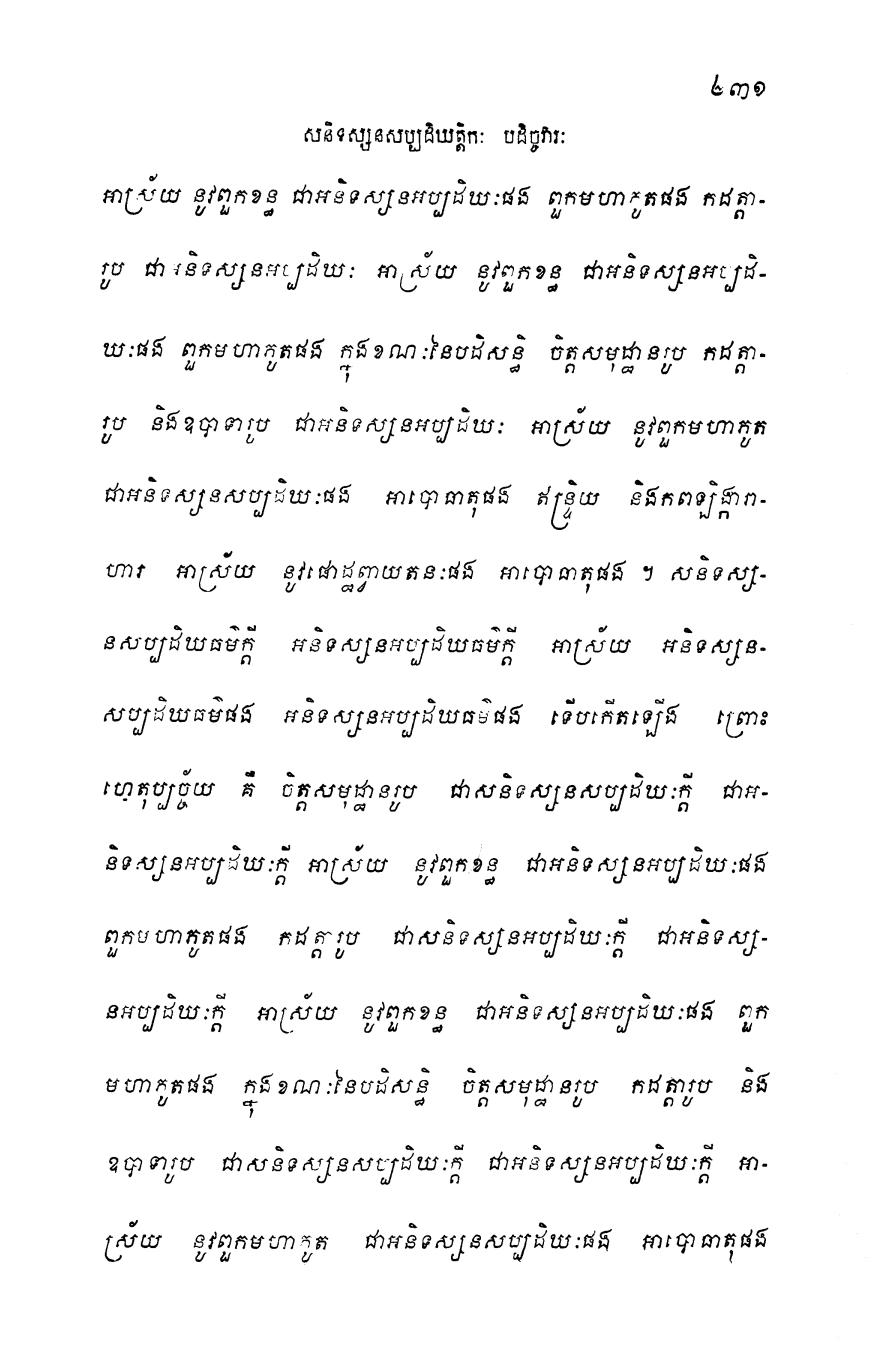 ៤៣១
សនិទស្សនសប្បដិឃត្តិកៈ បដិច្ចវារៈ
អាស្រ័យ នូវពួកខន្ធ ជាអនិទស្សនអប្បដិឃៈផង ពួកមហាភូតផង កដត្តា-
រូប ជាអនិទស្សនអប្បដិឃៈ អាស្រ័យ នូវពួកខន្ធ ជាអនិទស្សនអប្បដិ-
ឃៈផង ពួកមហាភូតផង ក្នុងខណៈនៃបដិសន្ធិ ចិត្តសមុដ្ឋានរូប កដត្តា-
រូប និងឧបាទារូប ជាអនិទស្សនអប្បដិឃៈ អាស្រ័យ នូវពួកមហាភូត
ជាអនិទស្សនសប្បដិឃៈផង អាបោធាតុផង ឥន្ទ្រិយ និងកពឡិង្ការា-
ហារ អាស្រ័យ នូវផោដ្ឋព្វាយតនៈផង អាបោធាតុផង ។ សនិទស្ស-
នសប្បដិឃធម៌ក្តី អនិទស្សនអប្បដិឃធម៌ក្តី អាស្រ័យ អនិទស្សន-
សប្បដិឃធម៌ផង អនិទស្សនអប្បដិឃធម៌ផង ទើបកើតឡើង ព្រោះ
ហេតុប្បច្ច័យ គឺ ចិត្តសមុដ្ឋានរូប ជាសនិទស្សនសប្បដិឃៈក្តី ជាអ-
និទស្សនអប្បដិឃៈក្តី អាស្រ័យ នូវពួកខន្ធ ជាអនិទស្សនអប្បដិឃៈផង
ពួកមហាភូតផង កដត្តារូប ជាសនិទស្សនអប្បដិឃៈក្តី ជាអនិទស្ស-
នអប្បដិឃៈក្តី អាស្រ័យ នូវពួកខន្ធ ជាអនិទស្សនអប្បដិឃៈផង ពួក
មហាភូតផង ក្នុងខណៈនៃបដិសន្ធិ ចិត្តសមុដ្ឋានរូប កដត្តារូប និង
ឧបាទារូប ជាសនិទស្សនសប្បដិឃៈក្តី ជាអនិទស្សនអប្បដិឃៈក្តី អា-
ស្រ័យ នូវពួកមហាភូត ជាអនិទស្សនសប្បដិឃៈផង អាបោធាតុផង